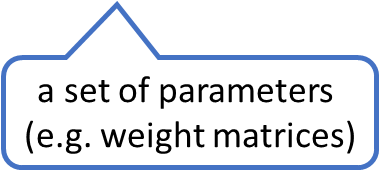 a set of parameters
(e.g. weight matrices)